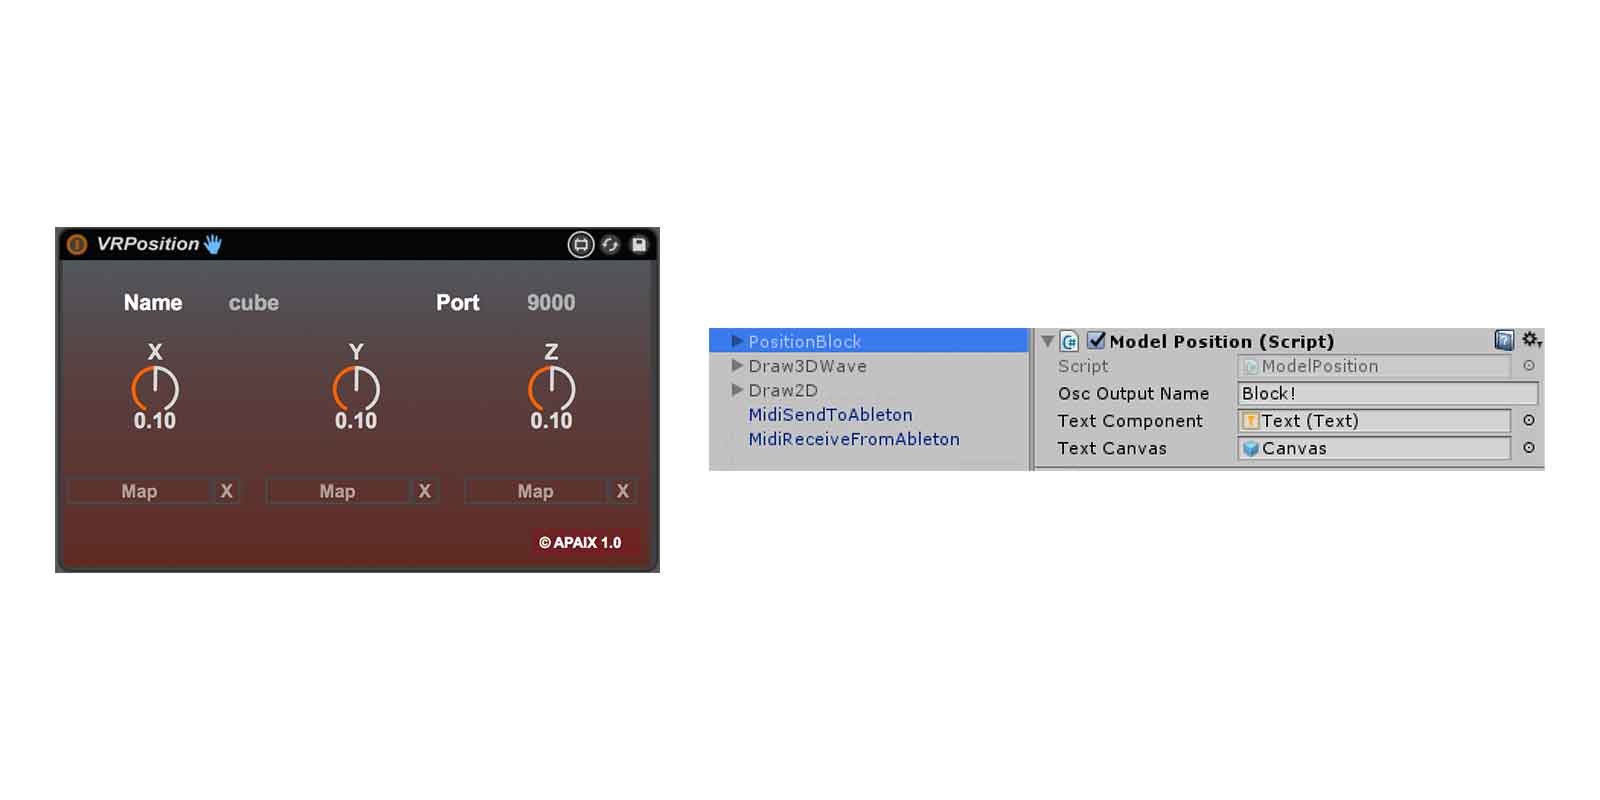 VRPosition
Name cube Port 9000
X Y Z
0.10 0.10 0.10
Map X Map X Map X
© APAIX 1.0
PositionBlock
Draw3DWave
Draw2D
MidiSendToAbleton
MidiReceiveFromAbleton
C# Model Position (Script)
Script ModelPosition
Osc Output Name Block!
Text Component T Text (Text)
Text Canvas Canvas